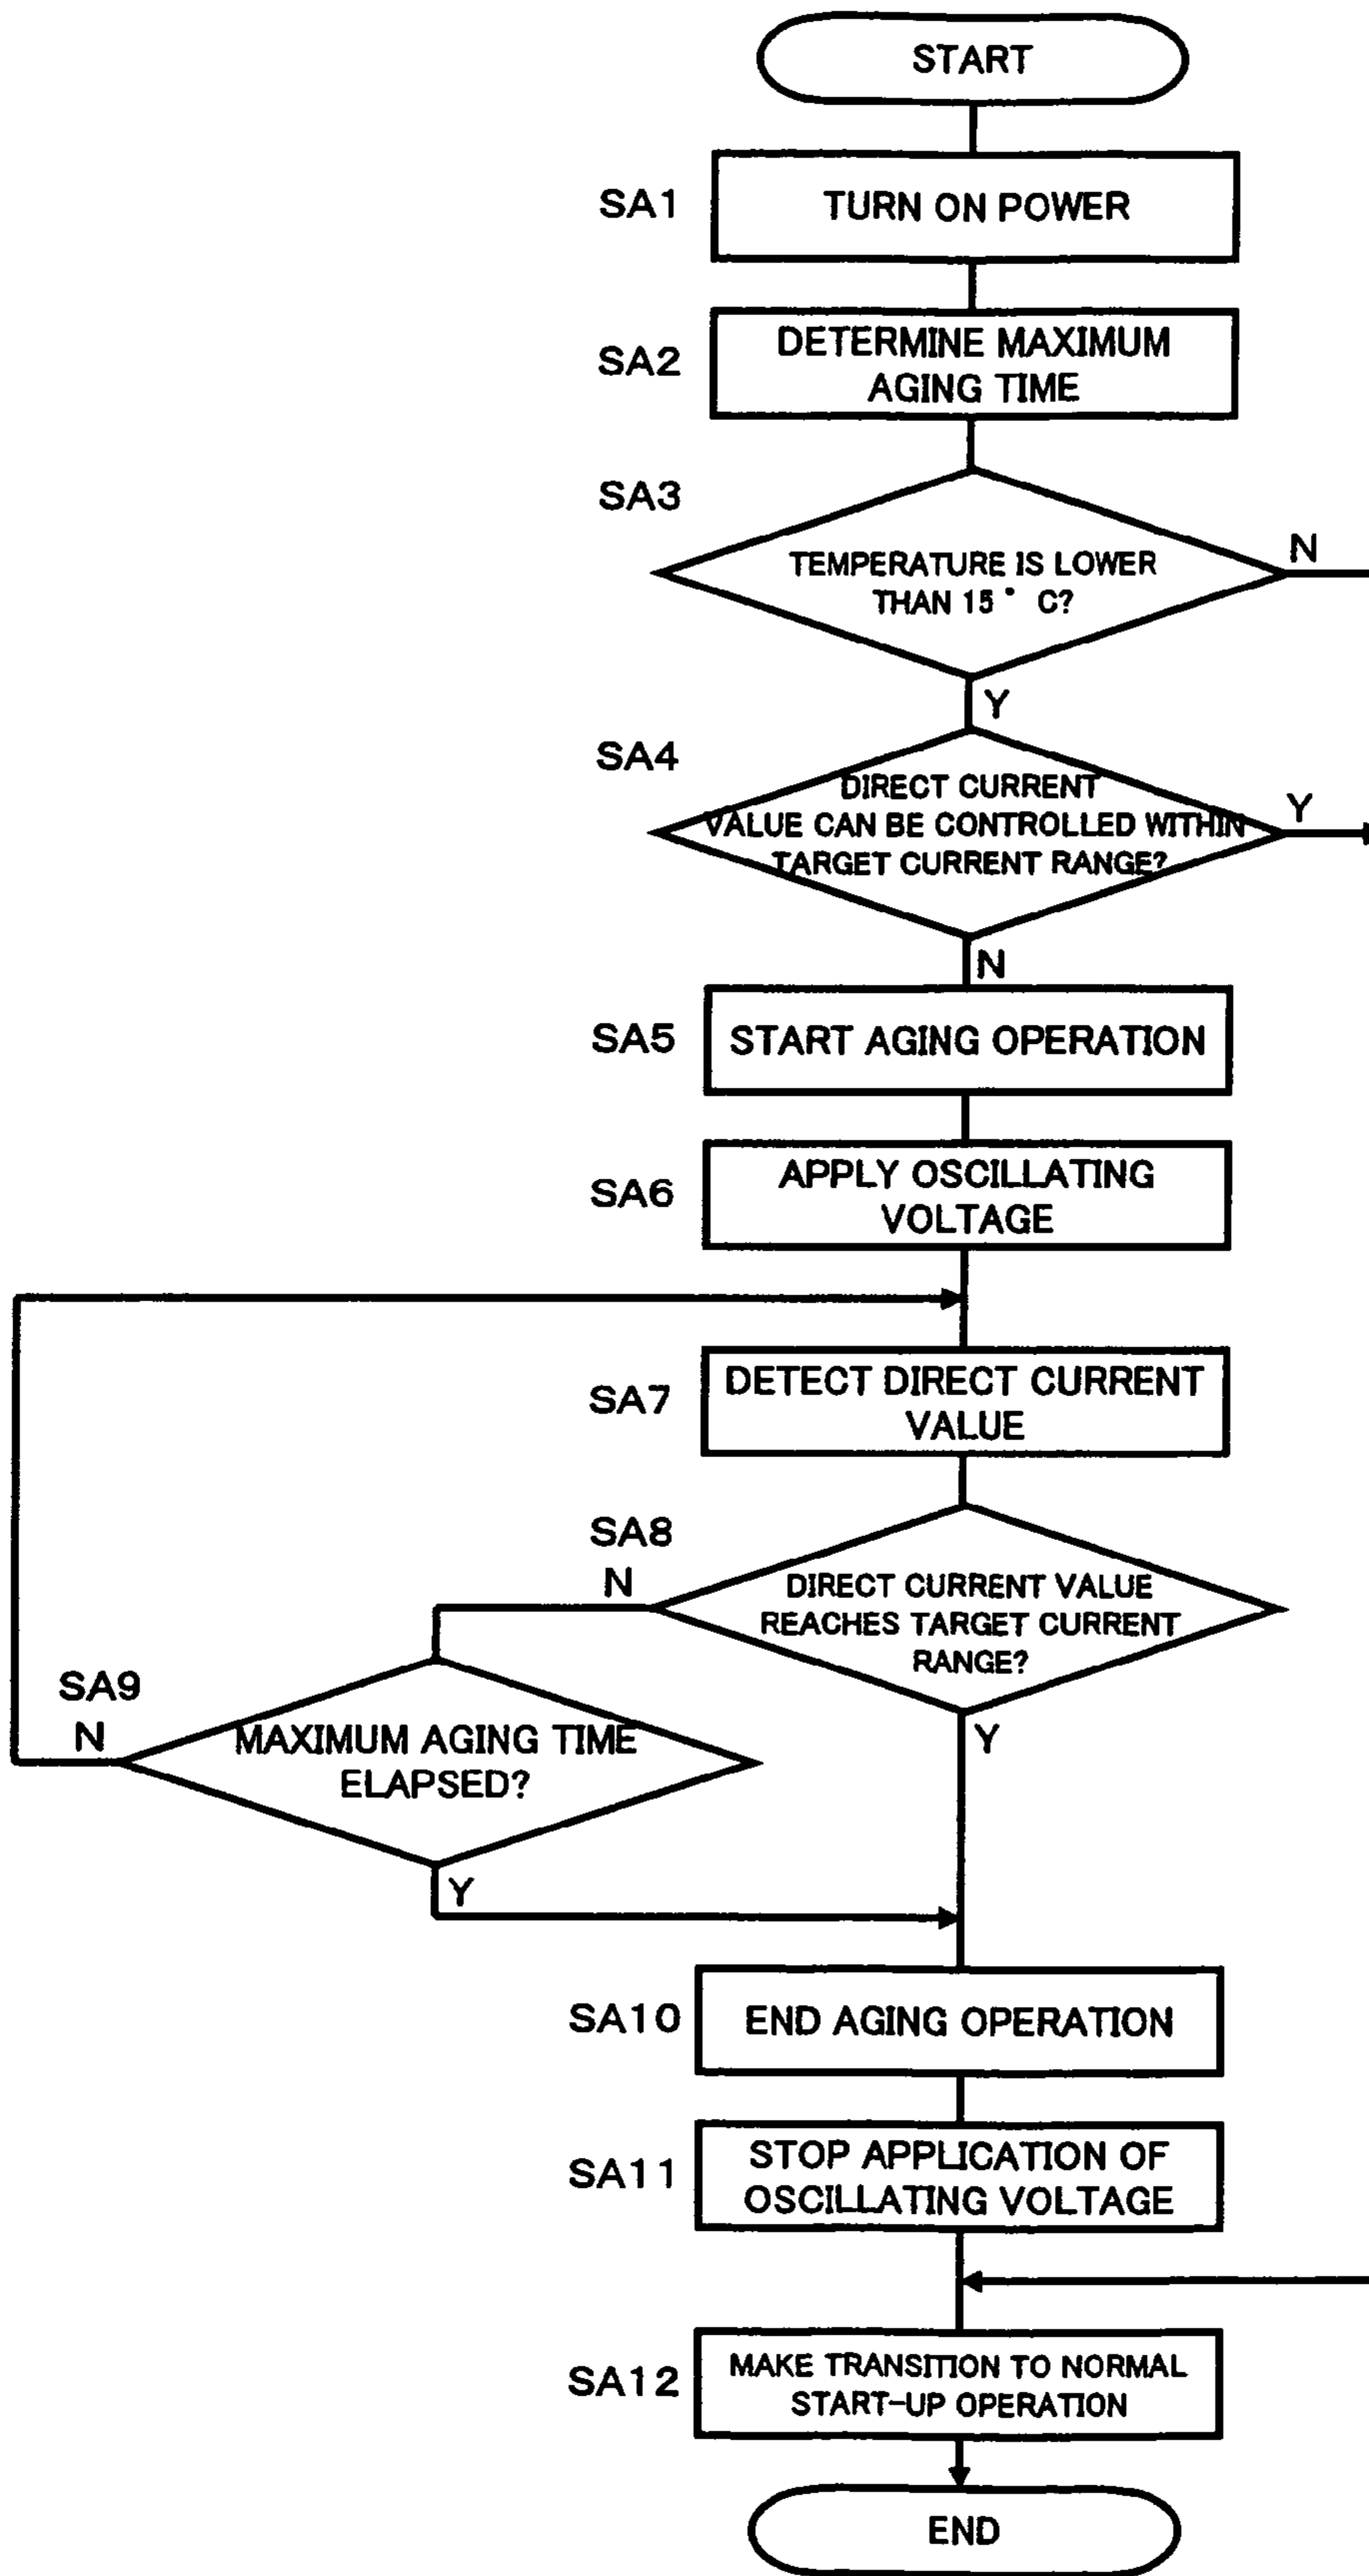 START
SA1
TURN ON POWER
SA2
DETERMINE MAXIMUM
AGING TIME
SA3
TEMPERATURE IS LOWER
THAN 15° C?
N
Y
SA4
DIRECT CURRENT
VALUE CAN BE CONTROLLED WITHIN
TARGET CURRENT RANGE?
Y
N
SA5
START AGING OPERATION
SA6
APPLY OSCILLATING
VOLTAGE
SA7
DETECT DIRECT CURRENT
VALUE
SA8
N
DIRECT CURRENT VALUE
REACHES TARGET CURRENT
RANGE?
Y
SA9
N
MAXIMUM AGING TIME
ELAPSED?
Y
SA10
END AGING OPERATION
SA11
STOP APPLICATION OF
OSCILLATING VOLTAGE
SA12
MAKE TRANSITION TO NORMAL
START-UP OPERATION
END